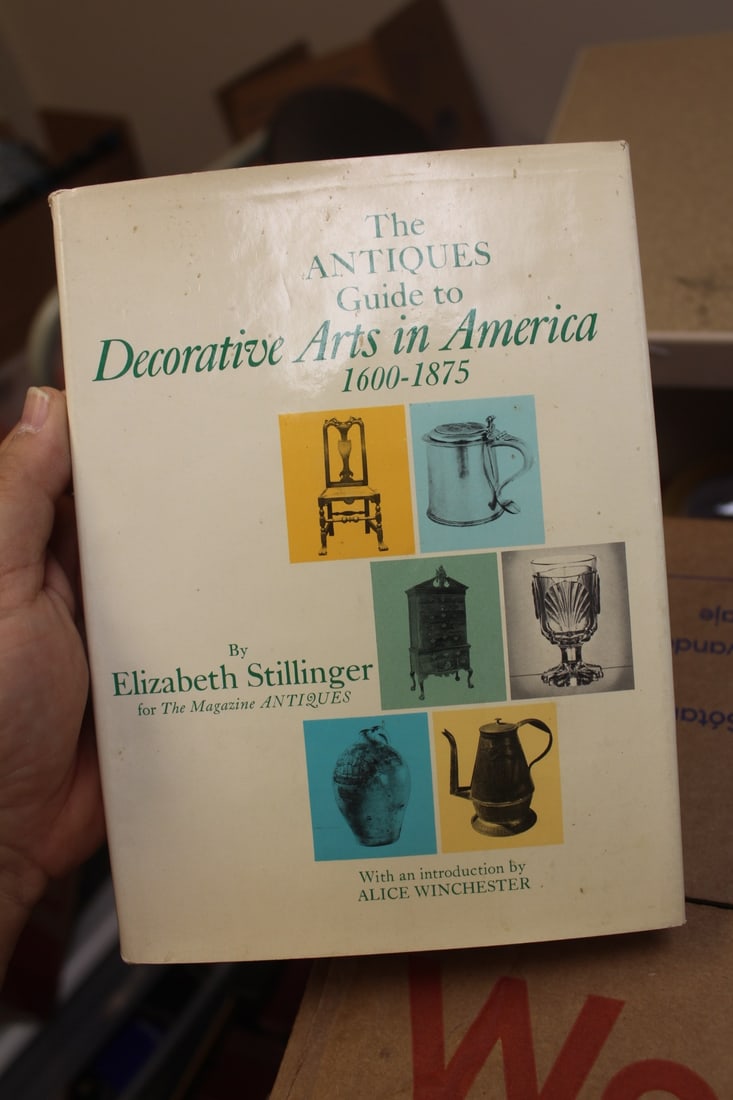 The
ANTIQUES
Guide to
Decorative Arts in America
1600-1875
By
Elizabeth Stillinger
for The Magazine ANTIQUES
With an introduction by
ALICE WINCHESTER